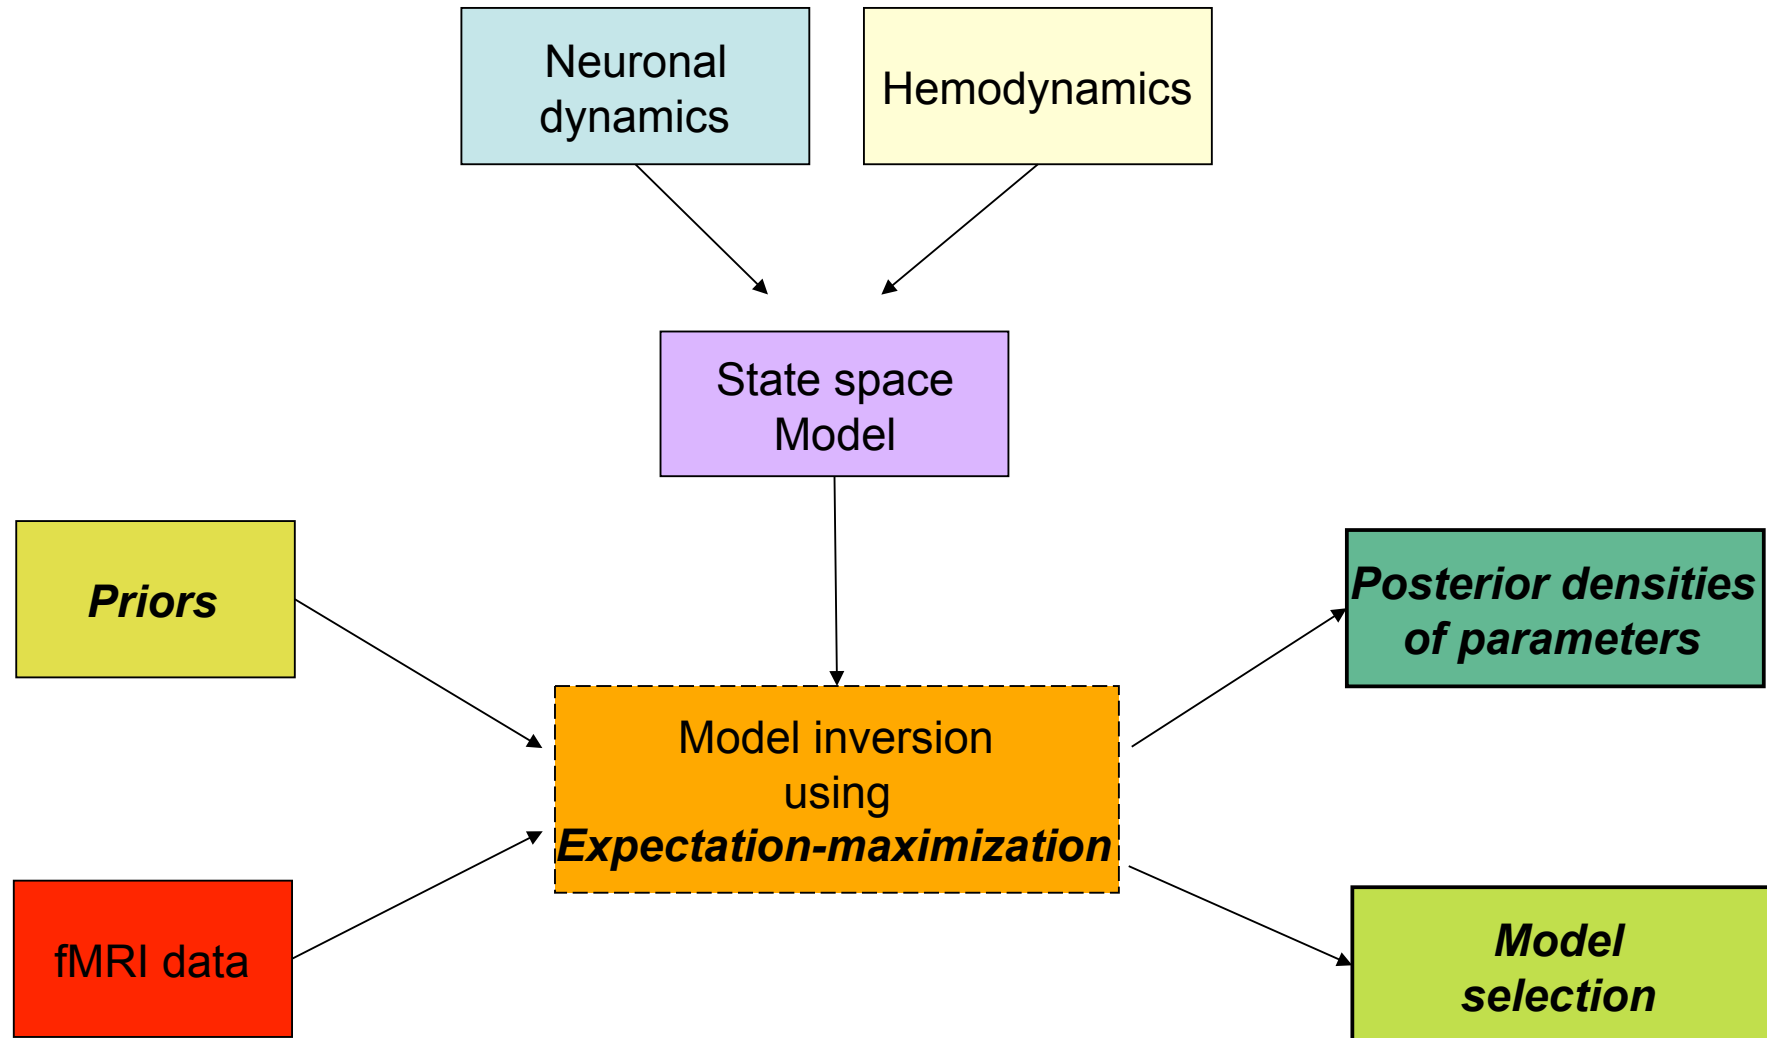 Neuronal
dynamics
Hemodynamics
State space
Model
Priors
Posterior densities
of parameters
Model inversion
using
Expectation-maximization
fMRI data
Model
selection